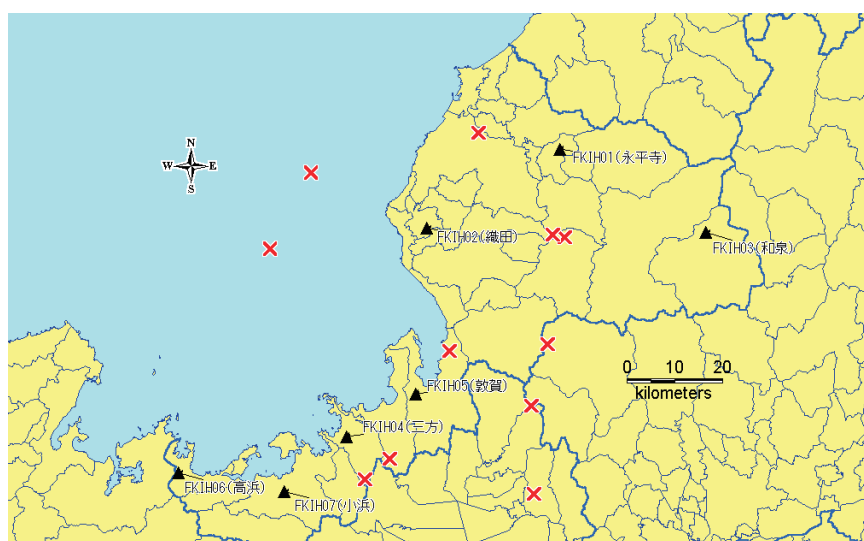 N
W E
S
FKIH01(永平寺)
FKIH02(織田)
FKIH03(和泉)
0 10 20
kilometers
FKIH05(敦賀)
FKIH04(三方)
FKIH06(高浜)
FKIH07(小浜)